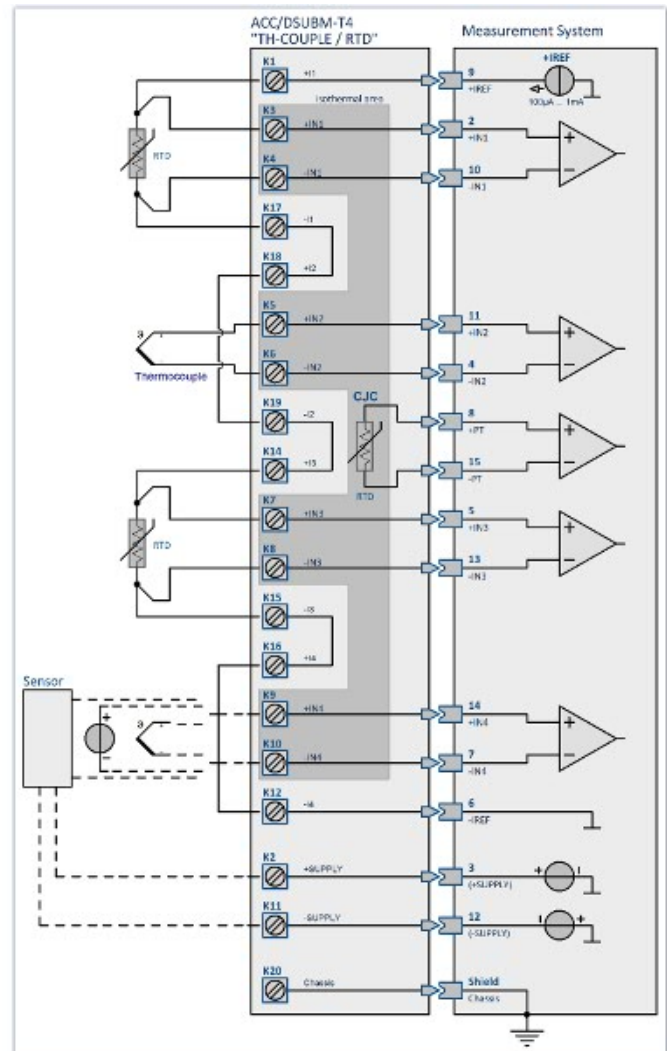 ACC/DSUBM-T4
"TH-COUPLE / RTD"
Measurement System
K1
+I1
9
+IREF
+IREF
100µA ... 1mA
isothermal area
K3
+IN1
2
+IN1
RTD
K4
-IN1
10
-IN1
K17
-I1
K18
+I2
K5
+IN2
11
+IN2
Thermocouple
K6
-IN2
4
-IN2
K19
-I2
CJC
8
+PT
K14
+I3
RTD
15
-PT
K7
+IN3
5
+IN3
RTD
K8
-IN3
13
-IN3
K15
-I3
K16
+I4
Sensor
K9
+IN4
14
+IN4
K10
-IN4
7
-IN4
K12
-I4
6
-IREF
K2
+SUPPLY
3
(+SUPPLY)
K11
-SUPPLY
12
(-SUPPLY)
K20
Chassis
Shield
Chassis